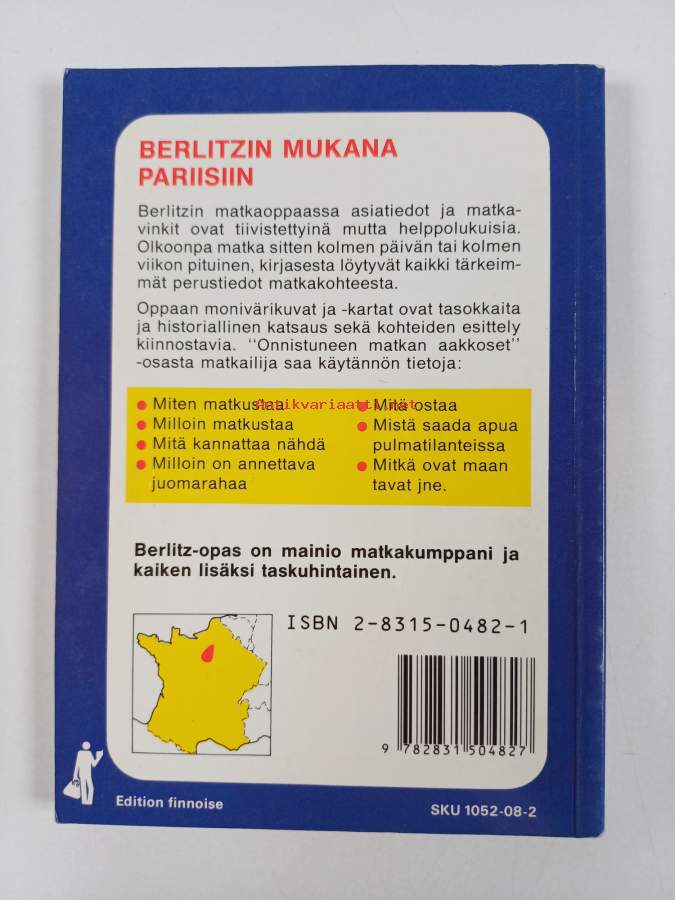 BERLITZIN MUKANA
PARIISIIN
Berlitzin matkaoppaassa asiatiedot ja matka-
vinkit ovat tiivistettyinä mutta helppolukuisia.
Olkoonpa matka sitten kolmen päivän tai kolmen
viikon pituinen, kirjasesta löytyvät kaikki tärkeim-
mät perustiedot matkakohteesta.
Oppaan monivärikuvat ja -kartat ovat tasokkaita
ja historiallinen katsaus sekä kohteiden esittely
kiinnostavia. ‘‘Onnistuneen matkan aakkoset’’
-osasta matkailija saa käytännön tietoja:
● Miten matkustaa
● Milloin matkustaa
● Mitä kannattaa nähdä
● Milloin on annettava
juomarahaa
Antikvariaatti.net
● Mitä ostaa
● Mistä saada apua
pulmatilanteissa
● Mitkä ovat maan
tavat jne.
Berlitz-opas on mainio matkakumppani ja
kaiken lisäksi taskuhintainen.
ISBN 2-8315-0482-1
9 782831 504827
Edition finnoise
SKU 1052-08-2